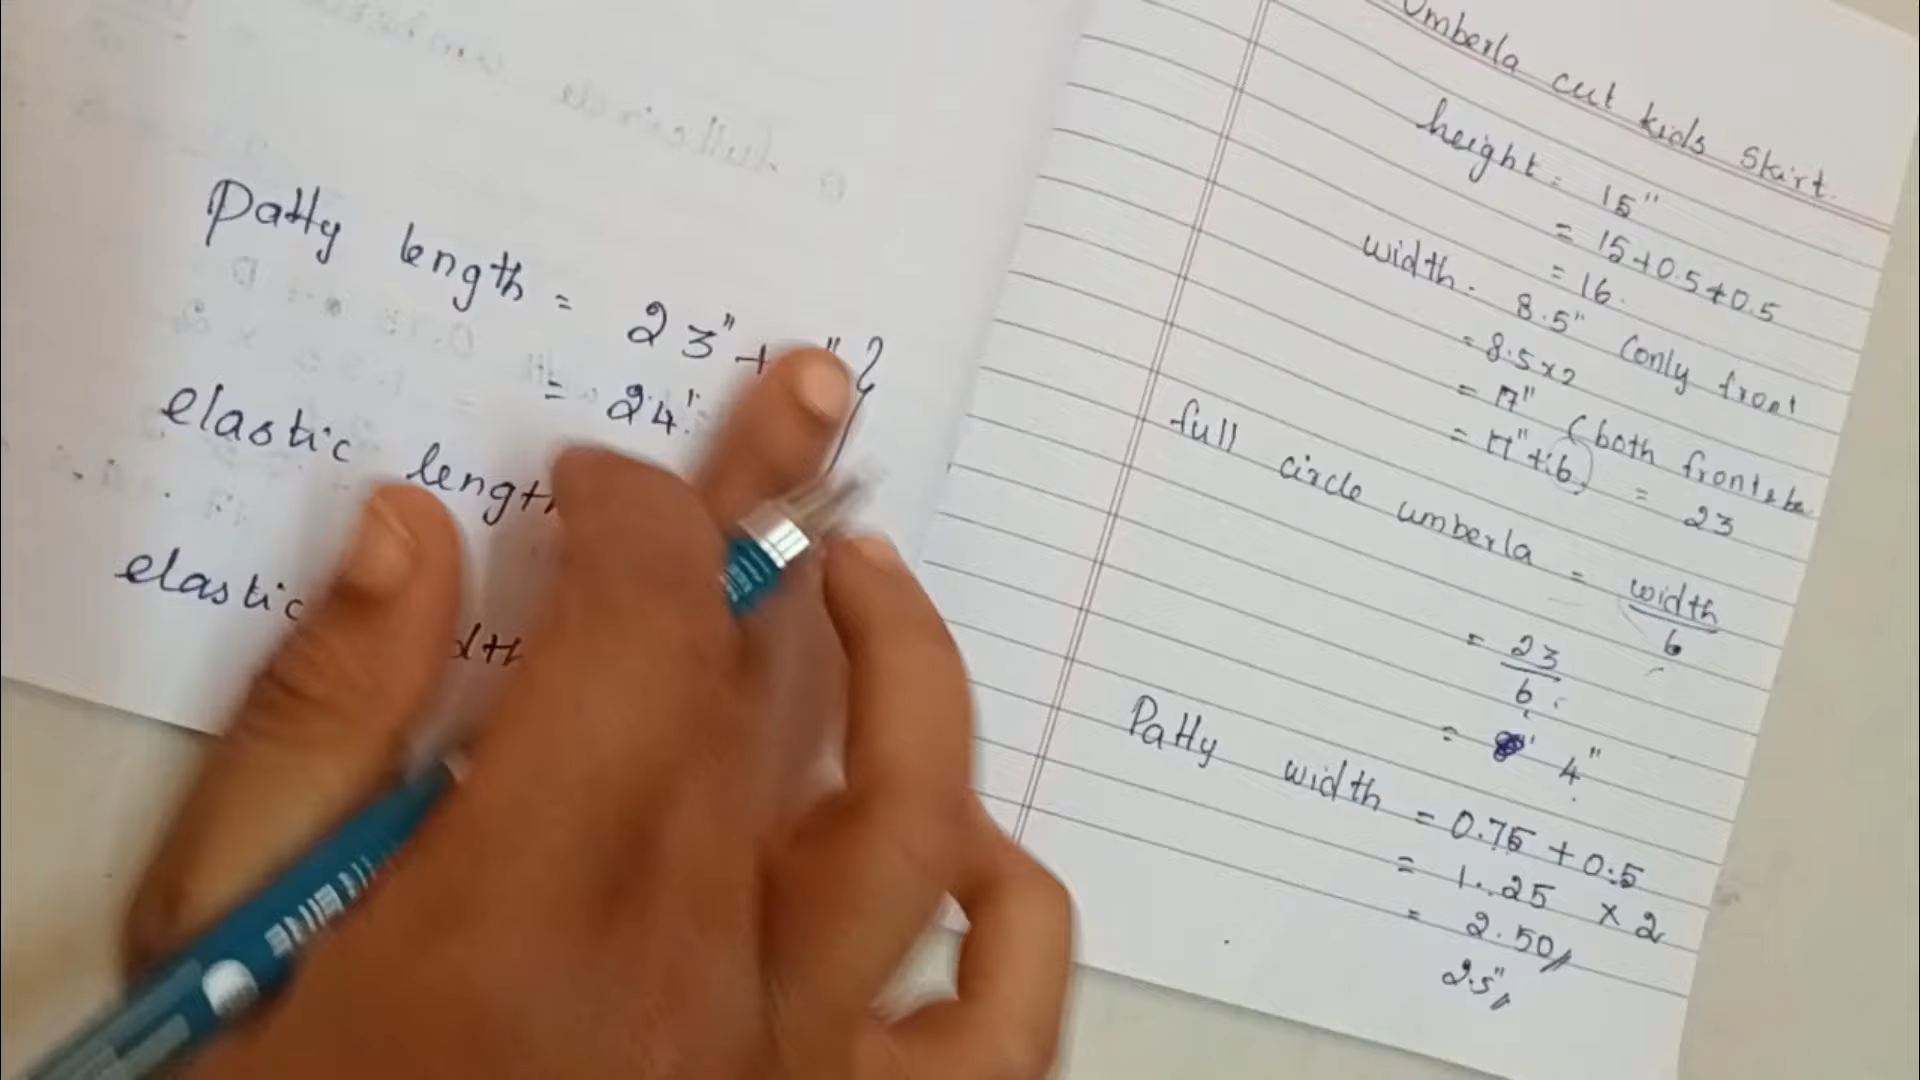 Patty length = 23" +
= 24"
elastic length
elastic
Umberla cut kids Skirt.
height = 15"
= 15+0.5+0.5
= 16.
width. 8.5" (only front
= 8.5x2
= 17" (both front &
= 17"+6 = 23
full circle umberla = width
6
= 23
6
= 4"
Patty width = 0.75 + 0.5
= 1.25 x 2
= 2.50
2.5"